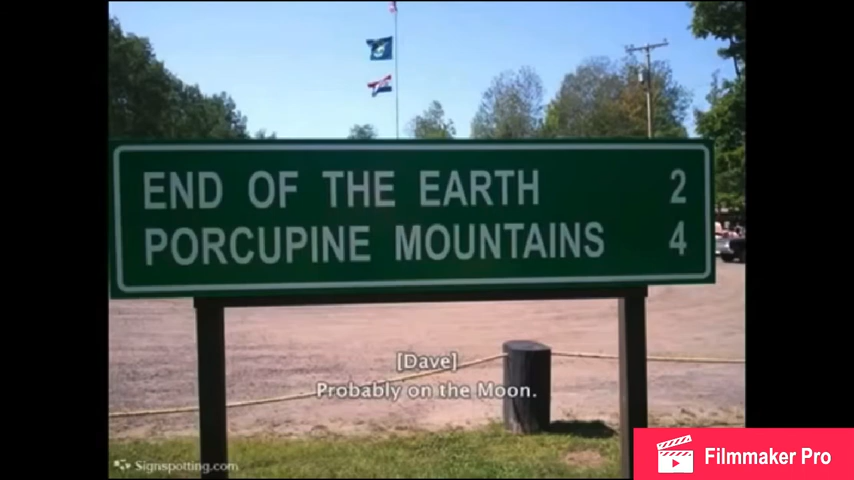 END OF THE EARTH 2
PORCUPINE MOUNTAINS 4
[Dave]
Probably on the Moon.
Signspotting.com
Filmmaker Pro